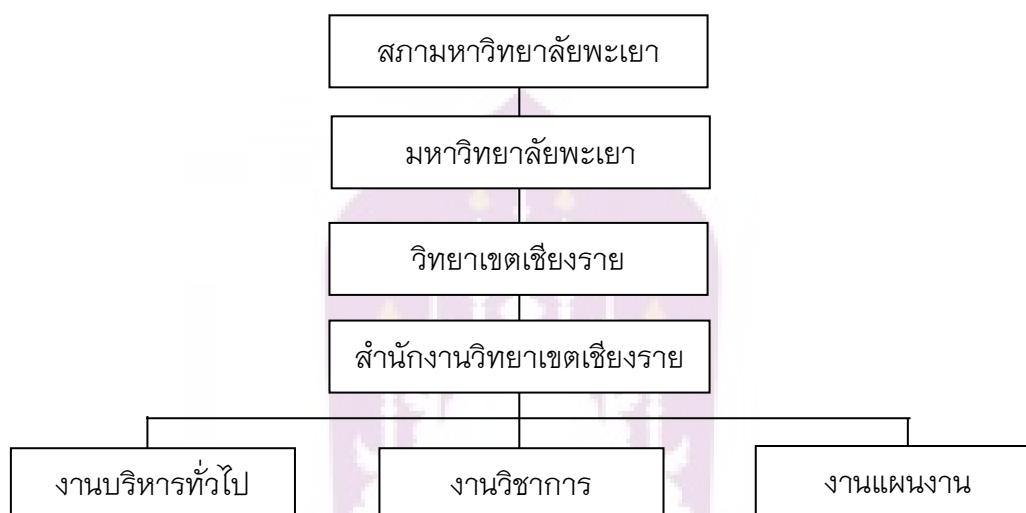 สภามหาวิทยาลัยพะเยา
มหาวิทยาลัยพะเยา
วิทยาเขตเชียงราย
สำนักงานวิทยาเขตเชียงราย
งานบริหารทั่วไป
งานวิชาการ
งานแผนงาน